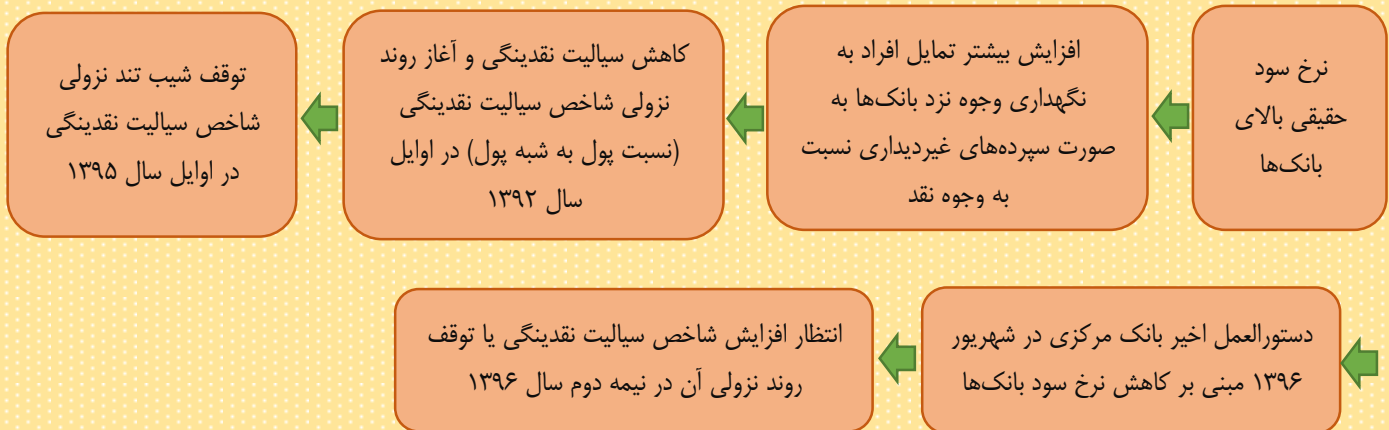 نرخ سود
حقیقی بالای
بانک‌ها
افزایش بیشتر تمایل افراد به
نگهداری وجوه نزد بانک‌ها به
صورت سپرده‌های غیردیداری نسبت
به وجوه نقد
کاهش سیالیت نقدینگی و آغاز روند
نزولی شاخص سیالیت نقدینگی
(نسبت پول به شبه پول) در اوایل
سال ۱۳۹۲
توقف شیب تند نزولی
شاخص سیالیت نقدینگی
در اوایل سال ۱۳۹۵
دستورالعمل اخیر بانک مرکزی در شهریور
۱۳۹۶ مبنی بر کاهش نرخ سود بانک‌ها
انتظار افزایش شاخص سیالیت نقدینگی یا توقف
روند نزولی آن در نیمه دوم سال ۱۳۹۶